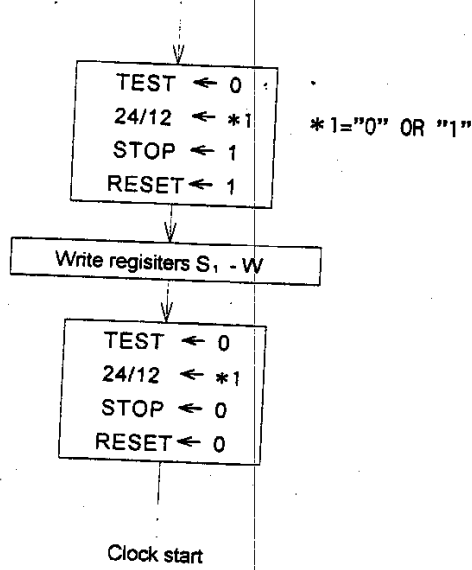 TEST ← 0
24/12 ← *1
*1="0" OR "1"
STOP ← 1
RESET ← 1
Write regisiters S₁ - W
TEST ← 0
24/12 ← *1
STOP ← 0
RESET ← 0
Clock start